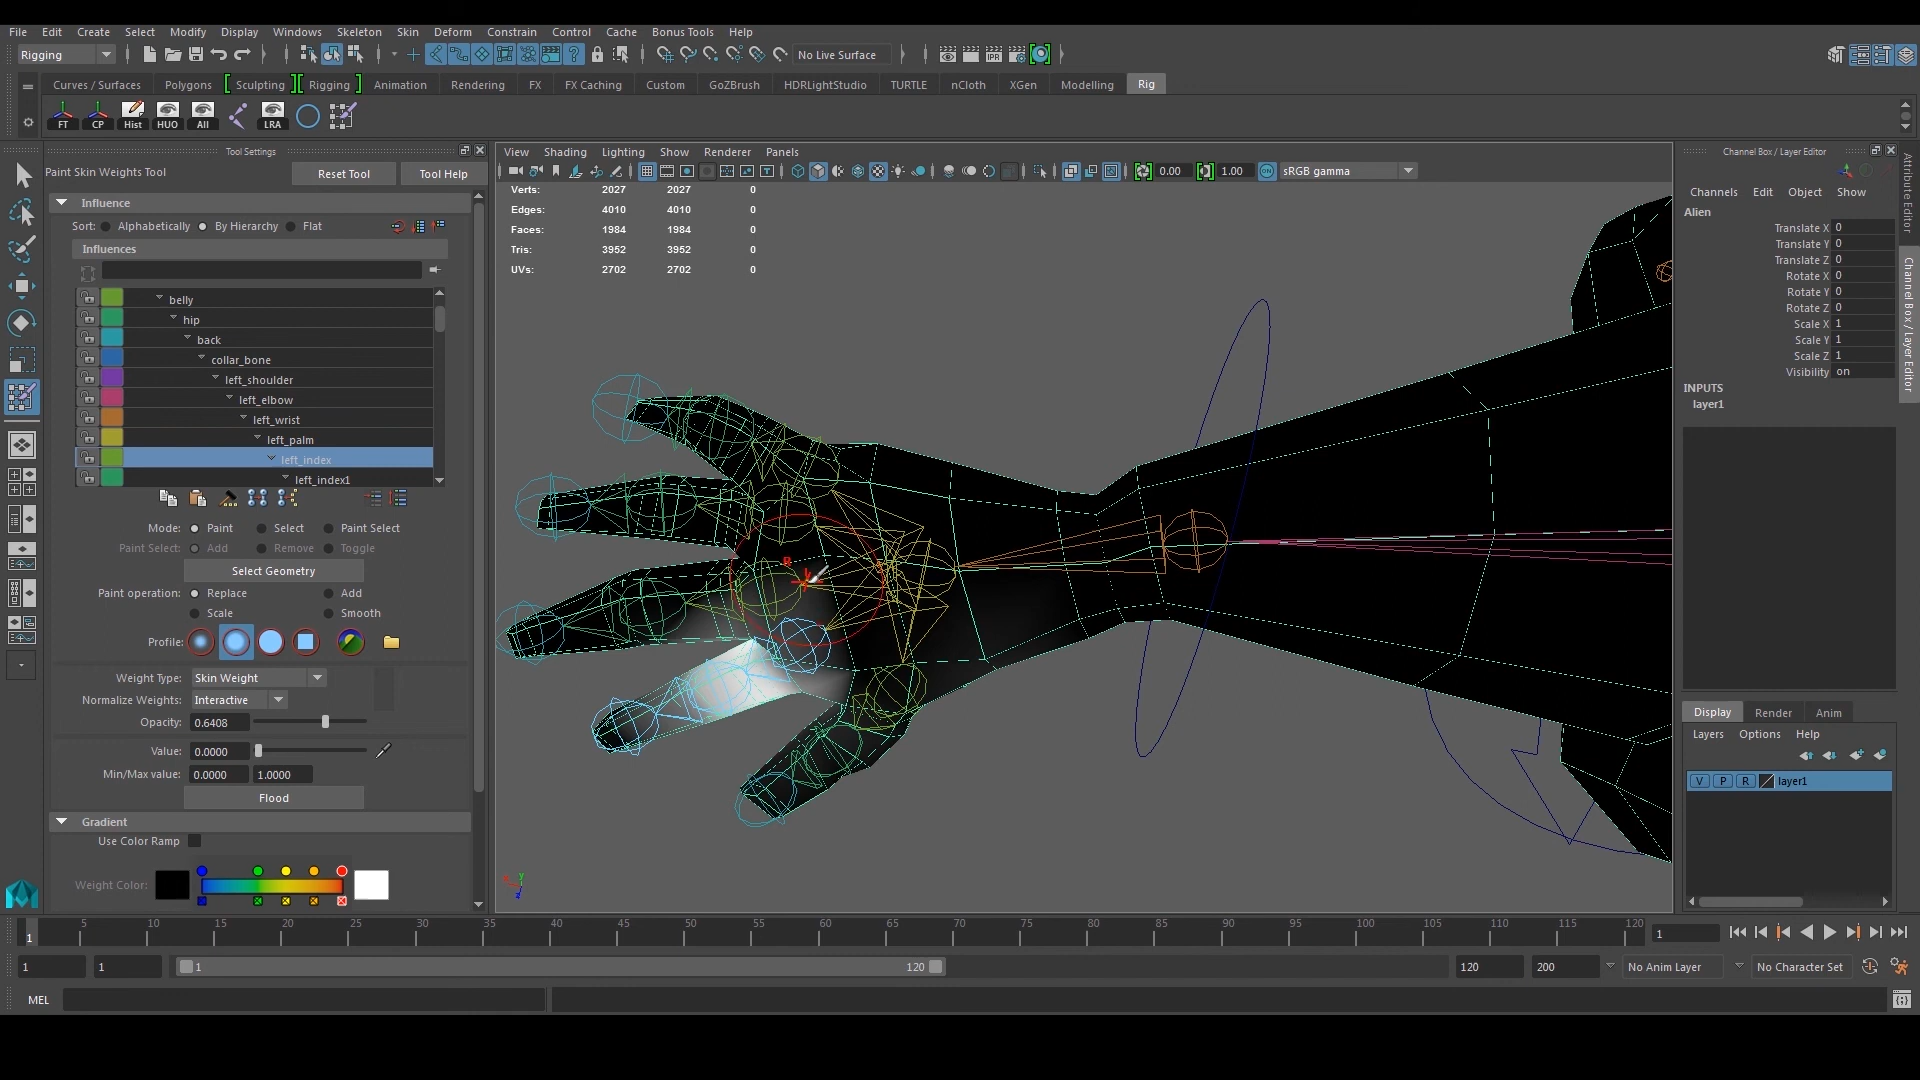 File Edit Create Select Modify Display Windows Skeleton Skin Deform Constrain Control Cache Bonus Tools Help
Rigging
No Live Surface
Curves / Surfaces Polygons Sculpting Rigging Animation Rendering FX FX Caching Custom GoZBrush HDRLightStudio TURTLE nCloth XGen Modelling Rig
FT CP Hist HUO All LRA
Tool Settings
Paint Skin Weights Tool
Reset Tool
Tool Help
Influence
Sort: Alphabetically By Hierarchy Flat
Influences
belly
hip
back
collar_bone
left_shoulder
left_elbow
left_wrist
left_palm
left_index
left_index1
Mode: Paint Select Paint Select
Paint Select: Add Remove Toggle
Select Geometry
Paint operation: Replace Add
Scale Smooth
Profile:
Weight Type: Skin Weight
Normalize Weights: Interactive
Opacity: 0.6408
Value: 0.0000
Min/Max value: 0.0000 1.0000
Flood
Gradient
Use Color Ramp
Weight Color:
View Shading Lighting Show Renderer Panels
0.00 1.00 ON sRGB gamma
Verts: 2027 2027 0
Edges: 4010 4010 0
Faces: 1984 1984 0
Tris: 3952 3952 0
UVs: 2702 2702 0
Channel Box / Layer Editor
Channels Edit Object Show
Alien
Translate X 0
Translate Y 0
Translate Z 0
Rotate X 0
Rotate Y 0
Rotate Z 0
Scale X 1
Scale Y 1
Scale Z 1
Visibility on
INPUTS
layer1
Attribute Editor
Channel Box / Layer Editor
Display Render Anim
Layers Options Help
V P R layer1
1 5 10 15 20 25 30 35 40 45 50 55 60 65 70 75 80 85 90 95 100 105 110 115 120
1
1 1 1 120 120 200 No Anim Layer No Character Set
MEL